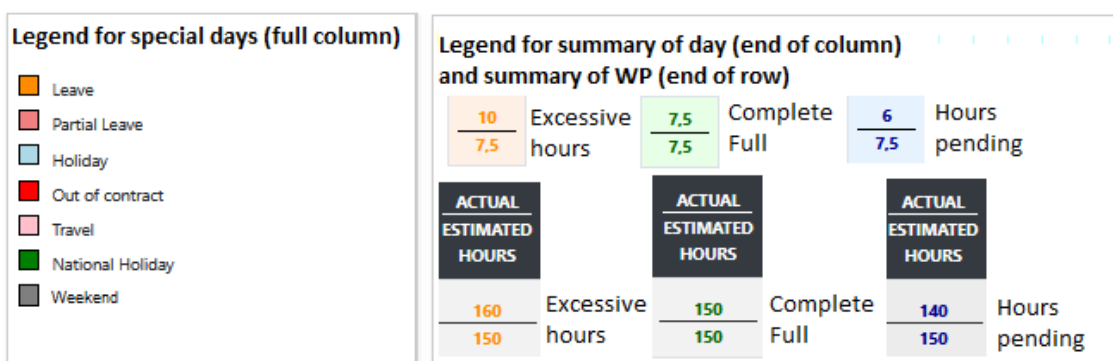 Legend for special days (full column)
Leave
Partial Leave
Holiday
Out of contract
Travel
National Holiday
Weekend
Legend for summary of day (end of column)
and summary of WP (end of row)
10
7,5
Excessive
hours
7,5
7,5
Complete
Full
6
7,5
Hours
pending
ACTUAL
ESTIMATED
HOURS
160
150
Excessive
hours
ACTUAL
ESTIMATED
HOURS
150
150
Complete
Full
ACTUAL
ESTIMATED
HOURS
140
150
Hours
pending